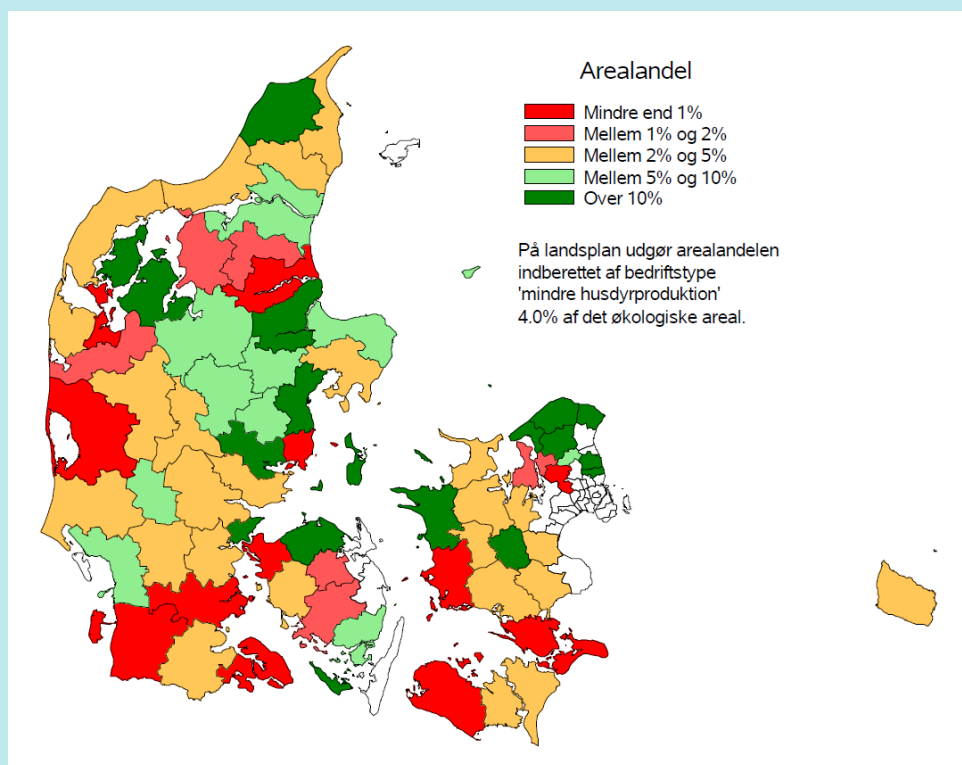 Arealandel
Mindre end 1%
Mellem 1% og 2%
Mellem 2% og 5%
Mellem 5% og 10%
Over 10%
På landsplan udgør arealandelen
indberettet af bedriftstype
'mindre husdyrproduktion'
4.0% af det økologiske areal.